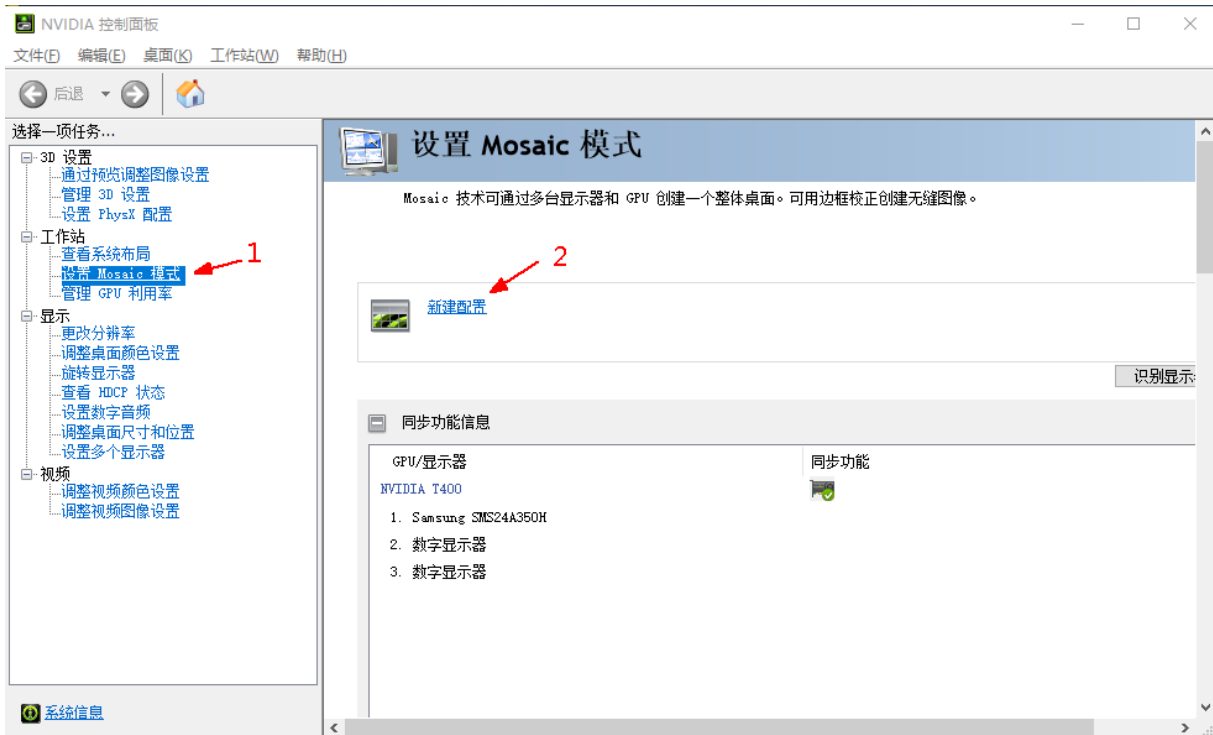 NVIDIA 控制面板
文件(F) 编辑(E) 桌面(K) 工作站(W) 帮助(H)
后退
选择一项任务...
3D 设置
通过预览调整图像设置
管理 3D 设置
设置 PhysX 配置
工作站
查看系统布局
设置 Mosaic 模式
管理 GPU 利用率
显示
更改分辨率
调整桌面颜色设置
旋转显示器
查看 HDCP 状态
设置数字音频
调整桌面尺寸和位置
设置多个显示器
视频
调整视频颜色设置
调整视频图像设置
系统信息
1
设置 Mosaic 模式
Mosaic 技术可通过多台显示器和 GPU 创建一个整体桌面。可用边框校正创建无缝图像。
2
新建配置
识别显示
同步功能信息
GPU/显示器 同步功能
NVIDIA T400
1. Samsung SMS24A350H
2. 数字显示器
3. 数字显示器